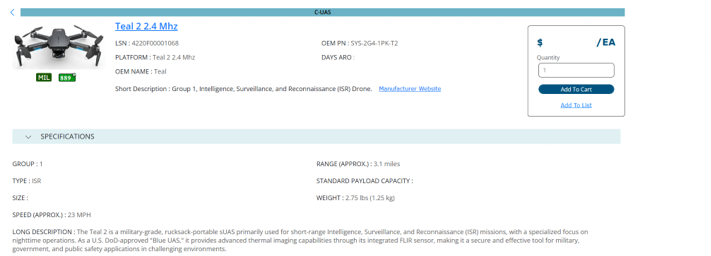 C-UAS
Teal 2 2.4 Mhz
LSN : 4220F00001068
OEM PN : SYS-2G4-1PK-T2
PLATFORM : Teal 2 2.4 Mhz
DAYS ARO :
OEM NAME : Teal
Short Description : Group 1, Intelligence, Surveillance, and Reconnaissance (ISR) Drone. Manufacturer Website
MIL
889
$ /EA
Quantity
1
Add To Cart
Add To List
SPECIFICATIONS
GROUP : 1
RANGE (APPROX.) : 3.1 miles
TYPE : ISR
STANDARD PAYLOAD CAPACITY :
SIZE :
WEIGHT : 2.75 lbs (1.25 kg)
SPEED (APPROX.) : 23 MPH
LONG DESCRIPTION : The Teal 2 is a military-grade, rucksack-portable sUAS primarily used for short-range Intelligence, Surveillance, and Reconnaissance (ISR) missions, with a specialized focus on
nighttime operations. As a U.S. DoD-approved "Blue UAS," it provides advanced thermal imaging capabilities through its integrated FLIR sensor, making it a secure and effective tool for military,
government, and public safety applications in challenging environments.